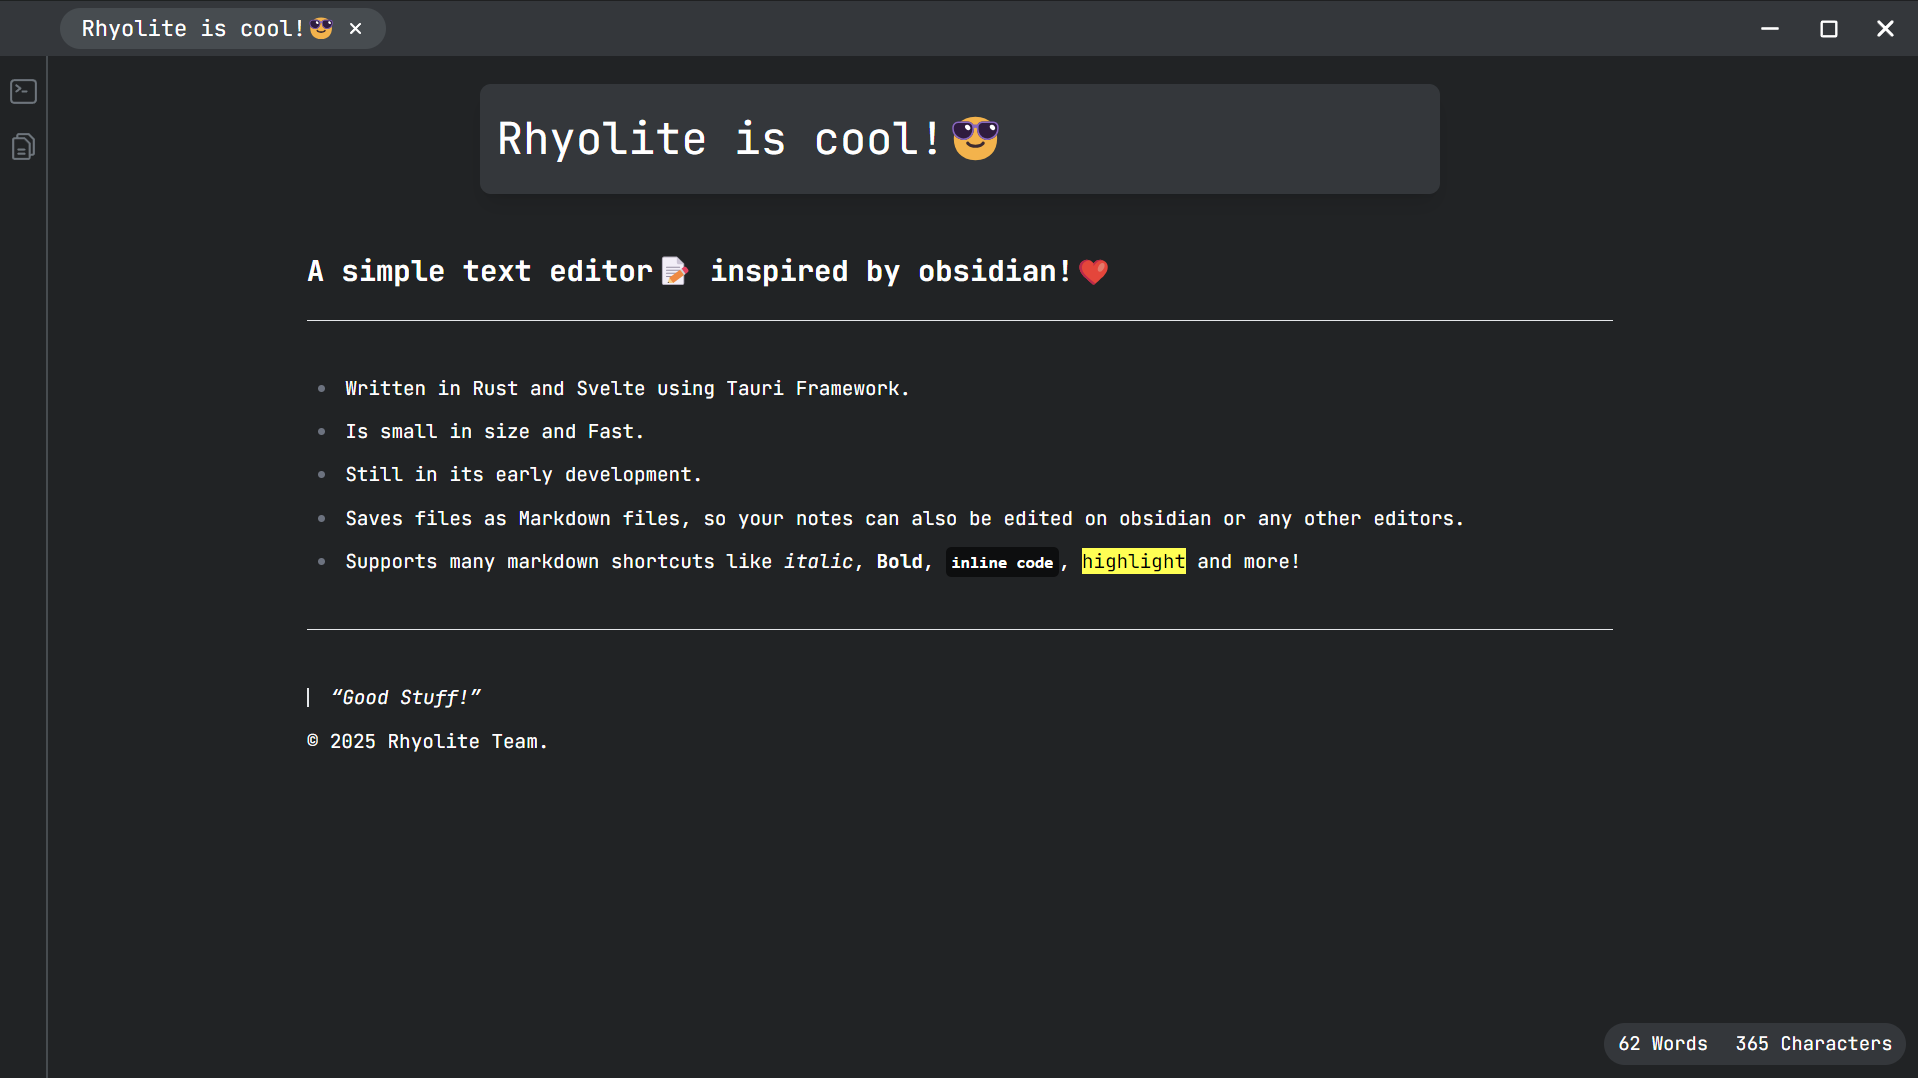 Rhyolite is cool!😎
Rhyolite is cool!😎
A simple text editor📝 inspired by obsidian!❤️
Written in Rust and Svelte using Tauri Framework.
Is small in size and Fast.
Still in its early development.
Saves files as Markdown files, so your notes can also be edited on obsidian or any other editors.
Supports many markdown shortcuts like italic, Bold, inline code, highlight and more!
“Good Stuff!”
© 2025 Rhyolite Team.
62 Words 365 Characters